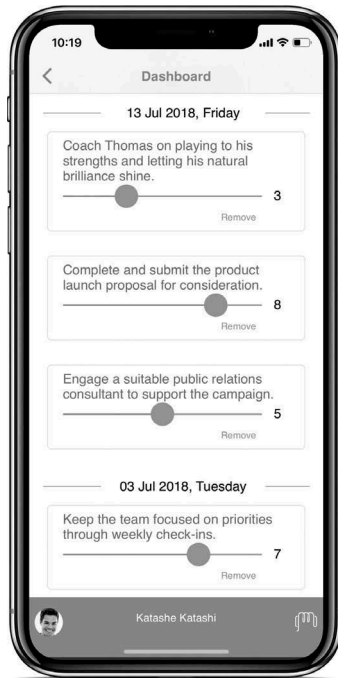 10:19
Dashboard
13 Jul 2018, Friday
Coach Thomas on playing to his
strengths and letting his natural
brilliance shine.
3
Remove
Complete and submit the product
launch proposal for consideration.
8
Remove
Engage a suitable public relations
consultant to support the campaign.
5
Remove
03 Jul 2018, Tuesday
Keep the team focused on priorities
through weekly check-ins.
7
Remove
Katashe Katashi